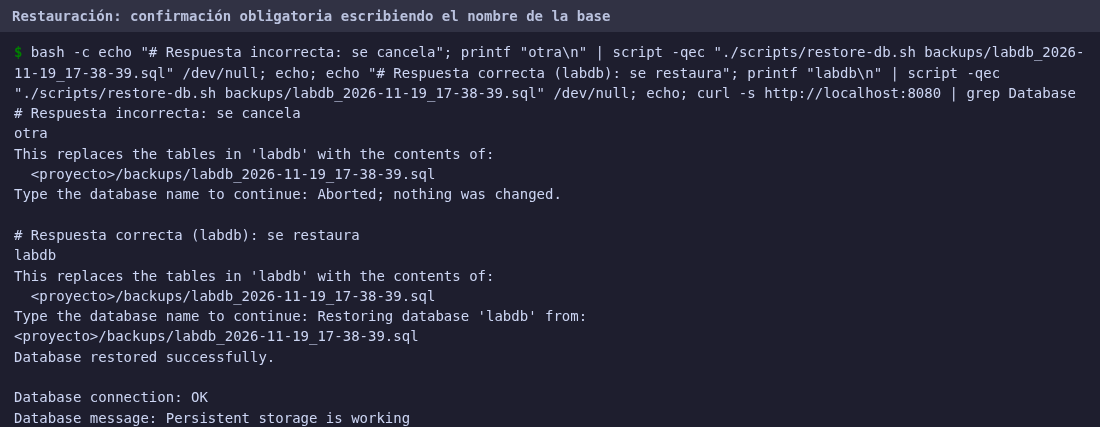 Restauración: confirmación obligatoria escribiendo el nombre de la base
$ bash -c echo "# Respuesta incorrecta: se cancela"; printf "otra\n" | script -qec "./scripts/restore-db.sh backups/labdb_2026-
11-19_17-38-39.sql" /dev/null; echo; echo "# Respuesta correcta (labdb): se restaura"; printf "labdb\n" | script -qec
"./scripts/restore-db.sh backups/labdb_2026-11-19_17-38-39.sql" /dev/null; echo; curl -s http://localhost:8080 | grep Database
# Respuesta incorrecta: se cancela
otra
This replaces the tables in 'labdb' with the contents of:
  <proyecto>/backups/labdb_2026-11-19_17-38-39.sql
Type the database name to continue: Aborted; nothing was changed.

# Respuesta correcta (labdb): se restaura
labdb
This replaces the tables in 'labdb' with the contents of:
  <proyecto>/backups/labdb_2026-11-19_17-38-39.sql
Type the database name to continue: Restoring database 'labdb' from:
<proyecto>/backups/labdb_2026-11-19_17-38-39.sql
Database restored successfully.

Database connection: OK
Database message: Persistent storage is working